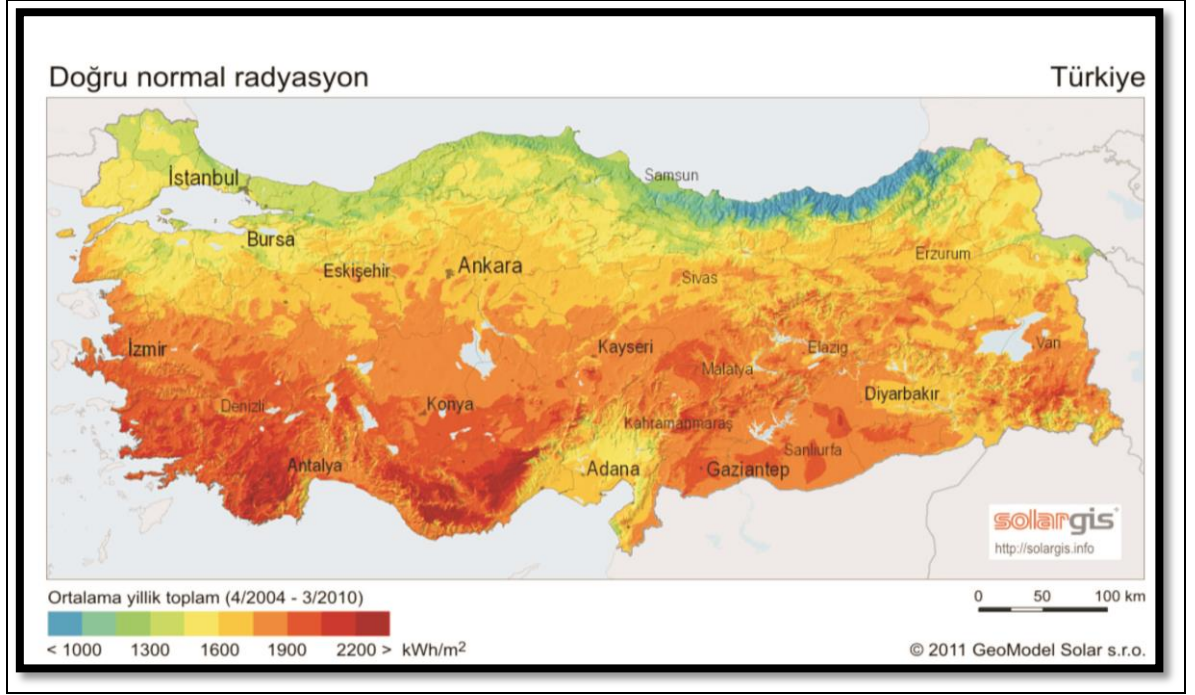 Doğru normal radyasyon
Türkiye
İstanbul
Samsun
Bursa
Erzurum
Eskişehir
Ankara
Sivas
İzmir
Kayseri
Elazig
Van
Malatya
Diyarbakır
Denizli
Konya
Kahramanmaraş
Sanliurfa
Antalya
Adana
Gaziantep
solargis
http://solargis.info
Ortalama yillik toplam (4/2004 - 3/2010)
0 50 100 km
< 1000 1300 1600 1900 2200 > kWh/m²
© 2011 GeoModel Solar s.r.o.